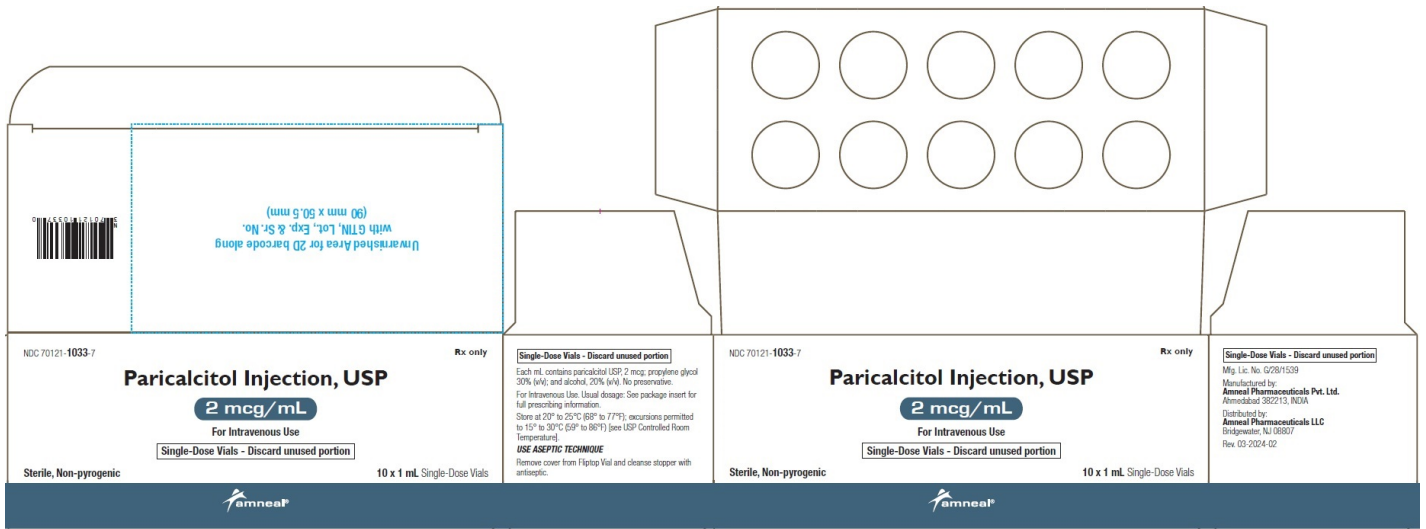 Unvarnished Area for 2D barcode along
with GTIN, Lot., Exp. & Sr. No.
(90 mm x 50.5 mm)
NDC 70121-1033-7
Rx only
Paricalcitol Injection, USP
2 mcg/mL
For Intravenous Use
Single-Dose Vials - Discard unused portion
Sterile, Non-pyrogenic
10 x 1 mL Single-Dose Vials
amneal®
Single-Dose Vials - Discard unused portion
Each mL contains paricalcitol USP, 2 mcg; propylene glycol
30% (v/v); and alcohol, 20% (v/v). No preservative.
For Intravenous Use. Usual dosage: See package insert for
full prescribing information.
Store at 20° to 25°C (68° to 77°F); excursions permitted
to 15° to 30°C (59° to 86°F) [see USP Controlled Room
Temperature].
USE ASEPTIC TECHNIQUE
Remove cover from Fliptop Vial and cleanse stopper with
antiseptic.
NDC 70121-1033-7
Rx only
Paricalcitol Injection, USP
2 mcg/mL
For Intravenous Use
Single-Dose Vials - Discard unused portion
Sterile, Non-pyrogenic
10 x 1 mL Single-Dose Vials
amneal®
Single-Dose Vials - Discard unused portion
Mfg. Lic. No. G/28/1539
Manufactured by:
Amneal Pharmaceuticals Pvt. Ltd.
Ahmedabad 382213, INDIA
Distributed by:
Amneal Pharmaceuticals LLC
Bridgewater, NJ 08807
Rev. 03-2024-02